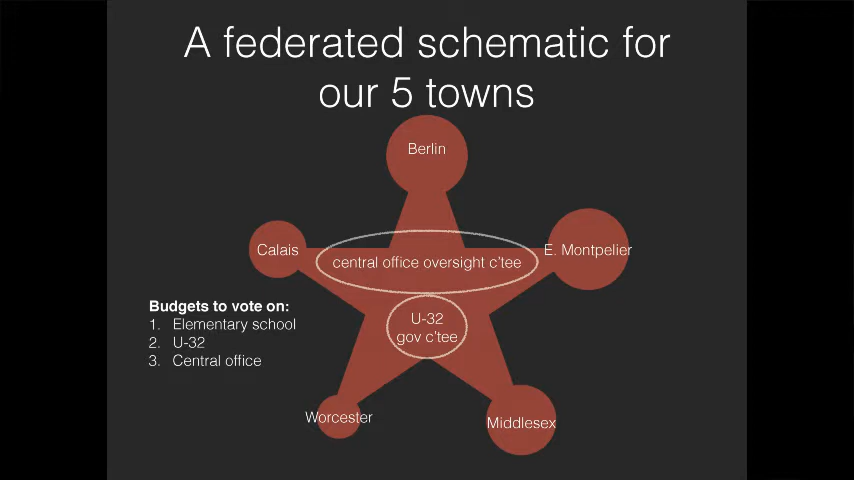 A federated schematic for
our 5 towns
Berlin
Calais
E. Montpelier
central office oversight c'tee
Budgets to vote on:
1. Elementary school
2. U-32
3. Central office
U-32
gov c'tee
Worcester
Middlesex